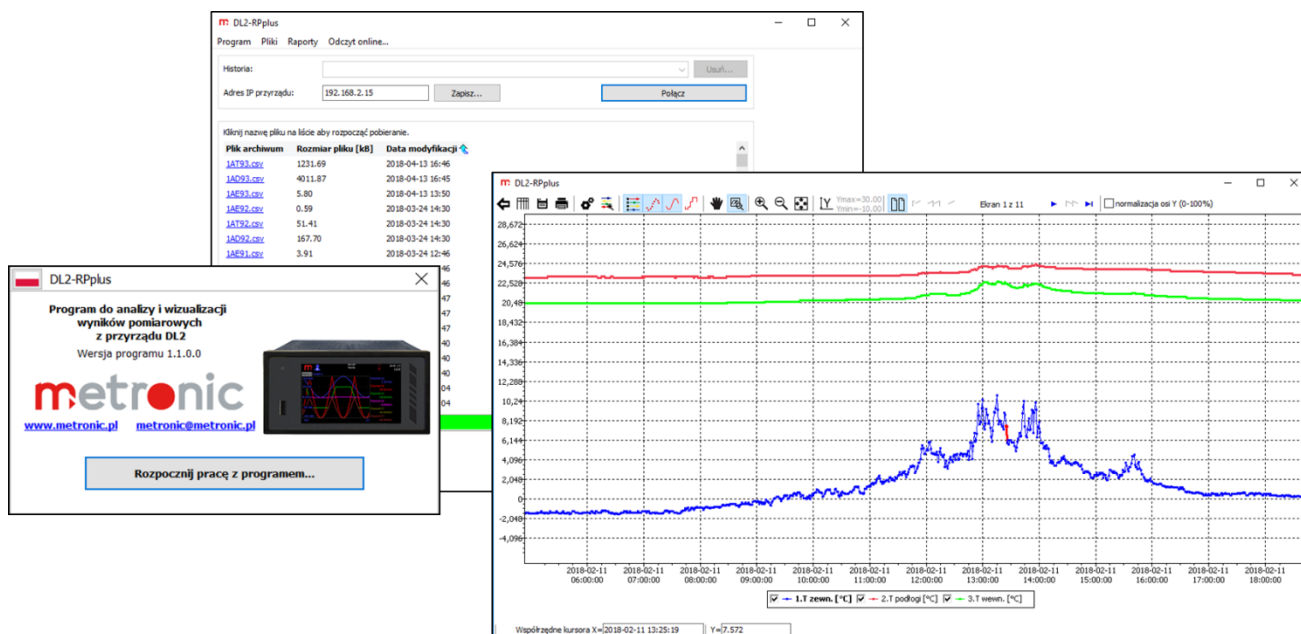 DL2-RPplus
Program Pliki Raporty Odczyt online...
Historia: Usuń...
Adres IP przyrządu: 192.168.2.15 Zapisz... Połącz
Kliknij nazwę pliku na liście aby rozpocząć pobieranie.
Plik archiwum Rozmiar pliku [kB] Data modyfikacji
1AT93.csv 1231.69 2018-04-13 16:46
1AD93.csv 4011.87 2018-04-13 16:45
1AE93.csv 5.80 2018-04-13 13:50
1AE92.csv 0.59 2018-03-24 14:30
1AT92.csv 51.41 2018-03-24 14:30
1AD92.csv 167.70 2018-03-24 14:30
1AE91.csv 3.91 2018-03-24 12:46
46
46
47
47
47
40
40
40
04
04
DL2-RPplus
Program do analizy i wizualizacji
wyników pomiarowych
z przyrządu DL2
Wersja programu 1.1.0.0
metronic
www.metronic.pl metronic@metronic.pl
Rozpocznij pracę z programem...
DL2-RPplus
Ymax=30.00
Ymin=-10.00
Ekran 1 z 11
normalizacja osi Y (0-100%)
28,672
26,624
24,576
22,528
20,48
18,432
16,384
14,336
12,288
10,24
8,192
6,144
4,096
2,048
0
-2,048
-4,096
2018-02-11 2018-02-11 2018-02-11 2018-02-11 2018-02-11 2018-02-11 2018-02-11 2018-02-11 2018-02-11 2018-02-11 2018-02-11 2018-02-11 2018-02-11
06:00:00 07:00:00 08:00:00 09:00:00 10:00:00 11:00:00 12:00:00 13:00:00 14:00:00 15:00:00 16:00:00 17:00:00 18:00:00
1.T zewn. [°C] 2.T podłogi [°C] 3.T wewn. [°C]
Współrzędne kursora X= 2018-02-11 13:25:19 Y= 7.572